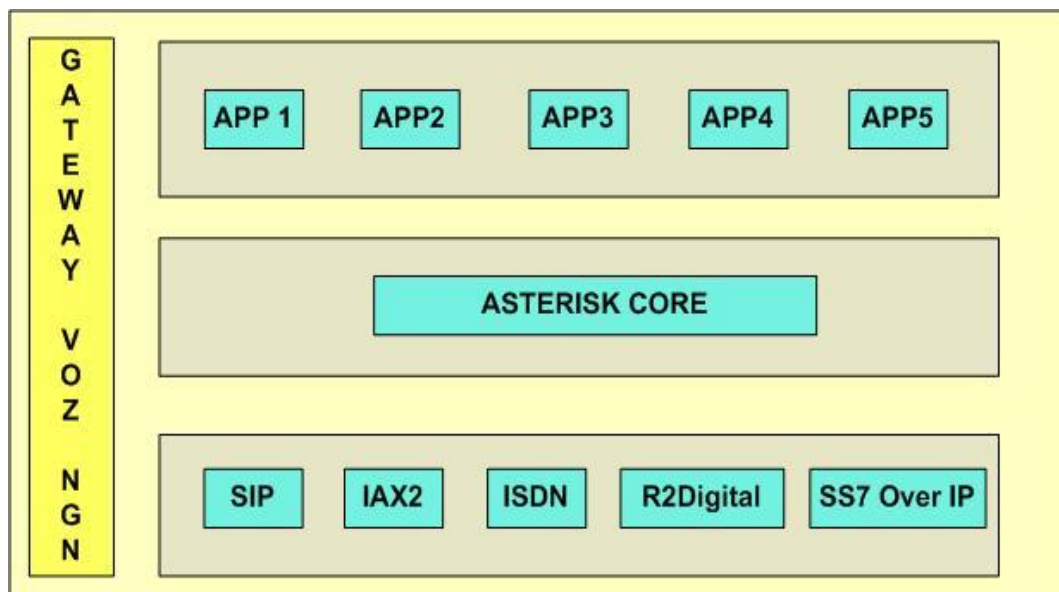 GATEWAY VOZ NGN
APP 1 APP2 APP3 APP4 APP5
ASTERISK CORE
SIP IAX2 ISDN R2Digital SS7 Over IP